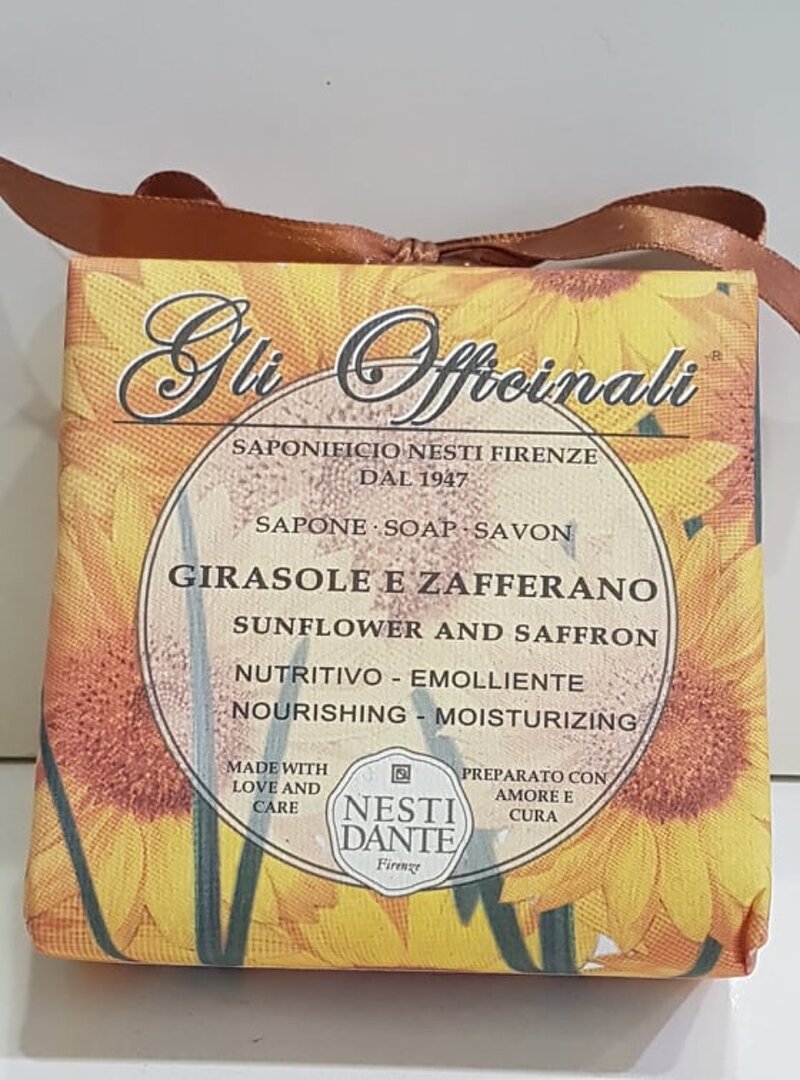 Gli Officinali ®
SAPONIFICIO NESTI FIRENZE
DAL 1947
SAPONE · SOAP · SAVON
GIRASOLE E ZAFFERANO
SUNFLOWER AND SAFFRON
NUTRITIVO - EMOLLIENTE
NOURISHING - MOISTURIZING
MADE WITH
LOVE AND
CARE
NESTI
DANTE
Firenze
PREPARATO CON
AMORE E
CURA